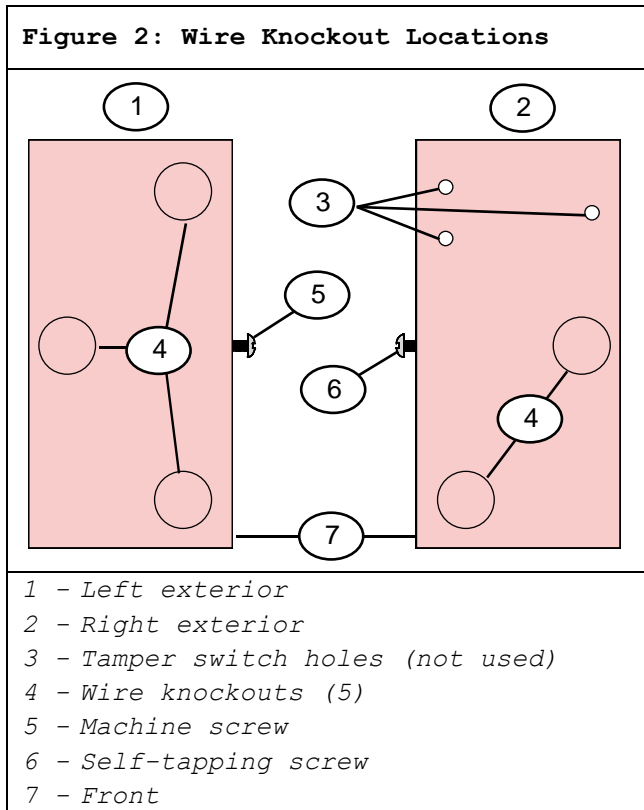 Figure 2: Wire Knockout Locations
1
2
3
5
4
6
4
7
1 – Left exterior
2 – Right exterior
3 – Tamper switch holes (not used)
4 – Wire knockouts (5)
5 – Machine screw
6 – Self-tapping screw
7 – Front